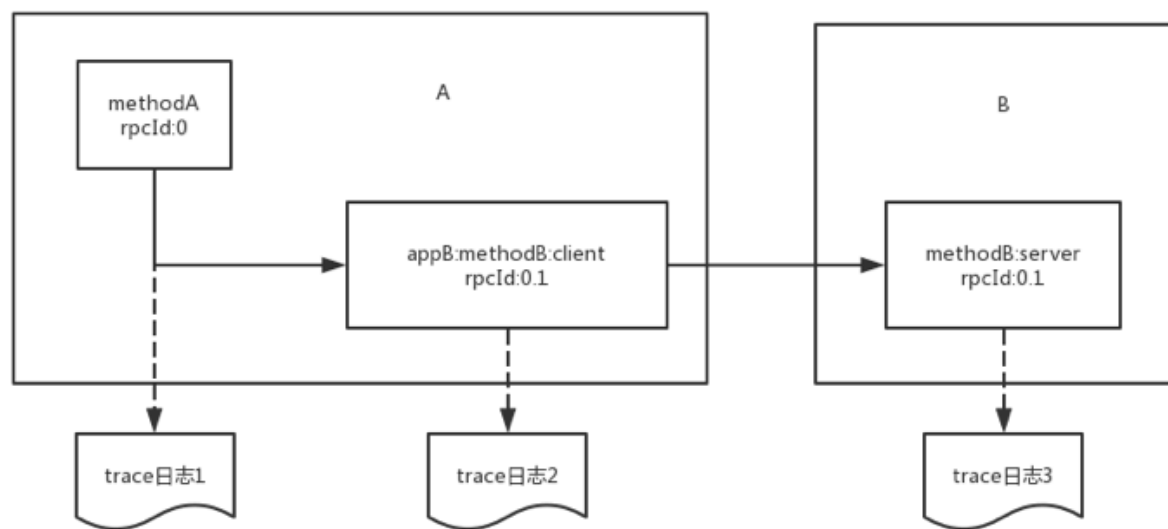 A
B
methodA
rpcId:0
appB:methodB:client
rpcId:0.1
methodB:server
rpcId:0.1
trace日志1
trace日志2
trace日志3